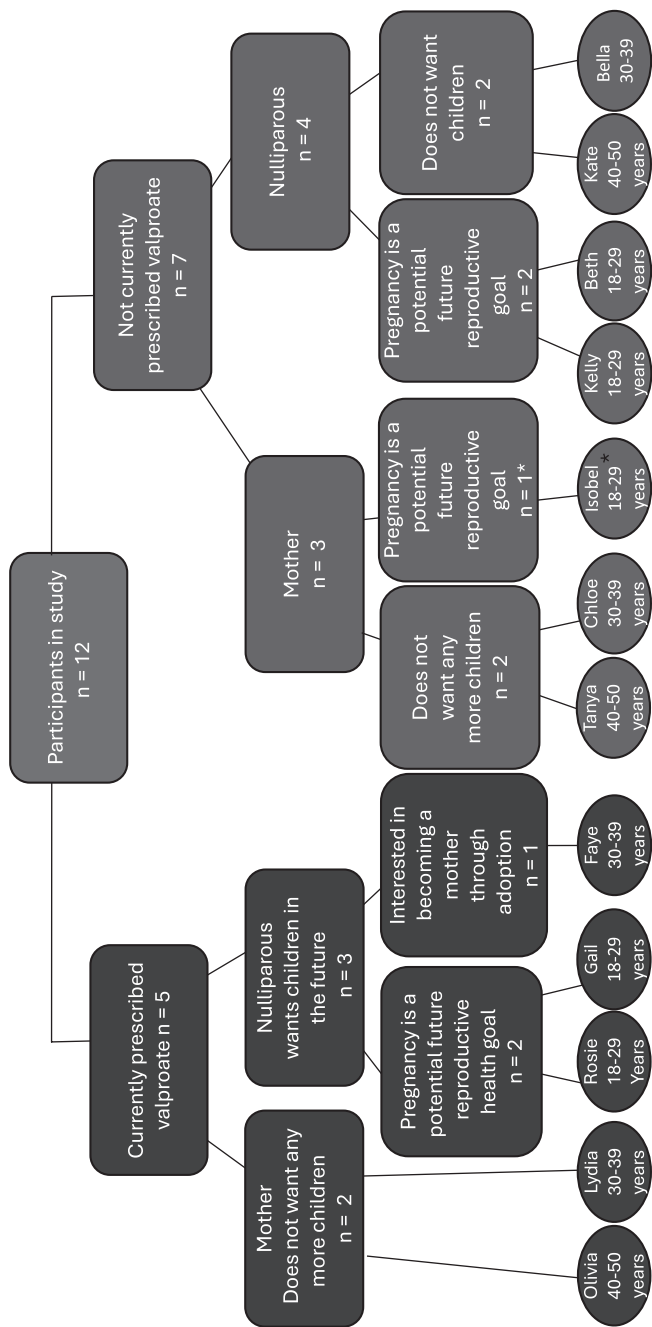 Participants in study
n = 12
Currently prescribed
valproate n = 5
Not currently
prescribed valproate
n = 7
Mother
Does not want any
more children
n = 2
Nulliparous
wants children in
the future
n = 3
Mother
n = 3
Nulliparous
n = 4
Pregnancy is a
potential future
reproductive
health goal
n = 2
Interested in
becoming a
mother
through
adoption
n = 1
Does not
want any
more children
n = 2
Pregnancy is a
potential
future
reproductive
goal
n = 1*
Pregnancy is a
potential
future
reproductive
goal
n = 2
Does not want
children
n = 2
Olivia
40-50
years
Lydia
30-39
years
Rosie
18-29
Years
Gail
18-29
years
Faye
30-39
years
Tanya
40-50
years
Chloe
30-39
years
Isobel
18-29 *
years
Kelly
18-29
years
Beth
18-29
years
Kate
40-50
years
Bella
30-39